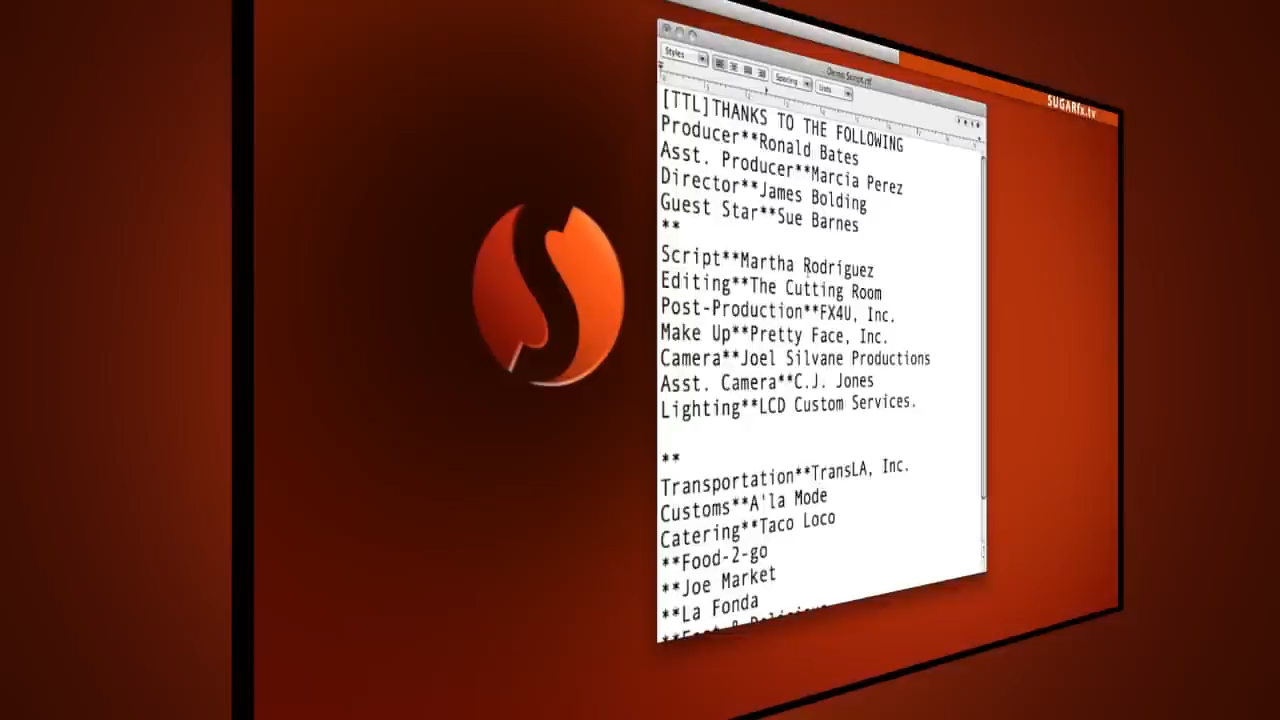 SUGARfx.tv
Demo Script.rtf
Styles
Spacing
Lists
[TTL]THANKS TO THE FOLLOWING
Producer**Ronald Bates
Asst. Producer**Marcia Perez
Director**James Bolding
Guest Star**Sue Barnes
**
Script**Martha Rodríguez
Editing**The Cutting Room
Post-Production**FX4U, Inc.
Make Up**Pretty Face, Inc.
Camera**Joel Silvane Productions
Asst. Camera**C.J. Jones
Lighting**LCD Custom Services.
**
Transportation**TransLA, Inc.
Customs**A'la Mode
Catering**Taco Loco
**Food-2-go
**Joe Market
**La Fonda